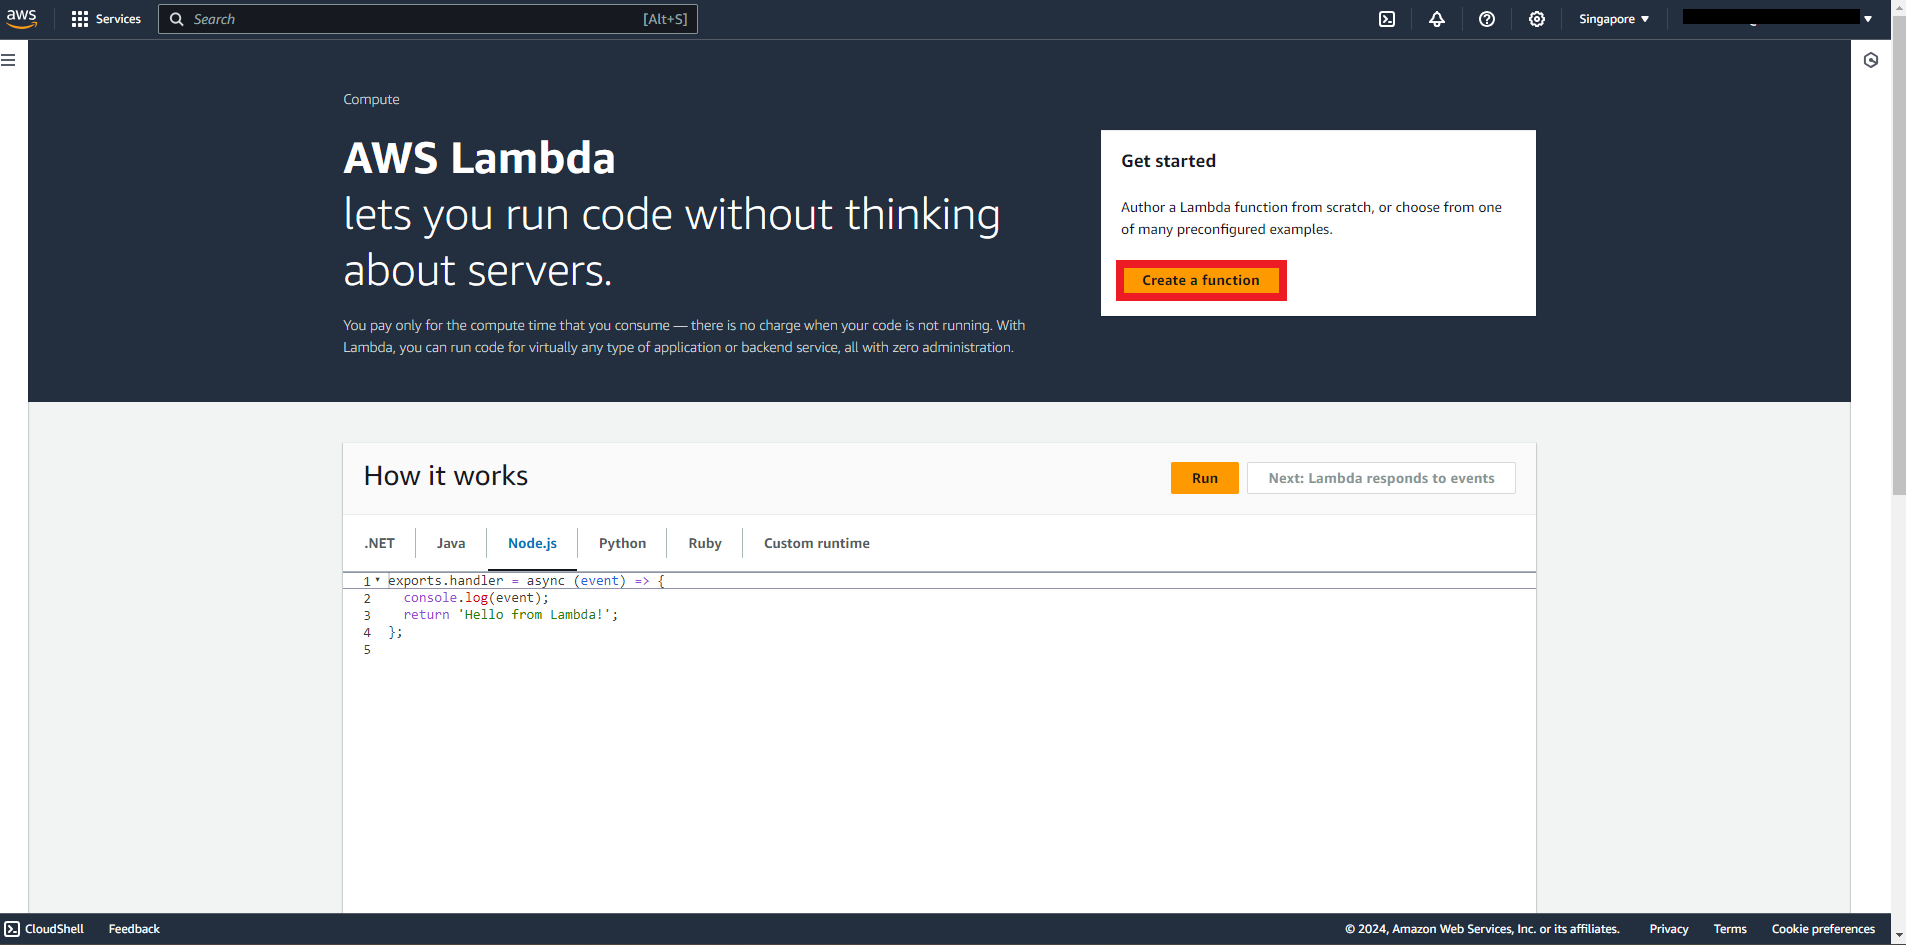 aws
Services
Search [Alt+S]
Singapore
Compute
AWS Lambda
lets you run code without thinking
about servers.
You pay only for the compute time that you consume — there is no charge when your code is not running. With
Lambda, you can run code for virtually any type of application or backend service, all with zero administration.
Get started
Author a Lambda function from scratch, or choose from one
of many preconfigured examples.
Create a function
How it works
Run
Next: Lambda responds to events
.NET
Java
Node.js
Python
Ruby
Custom runtime
1 exports.handler = async (event) => {
2 console.log(event);
3 return 'Hello from Lambda!';
4 };
5
CloudShell
Feedback
© 2024, Amazon Web Services, Inc. or its affiliates.
Privacy
Terms
Cookie preferences